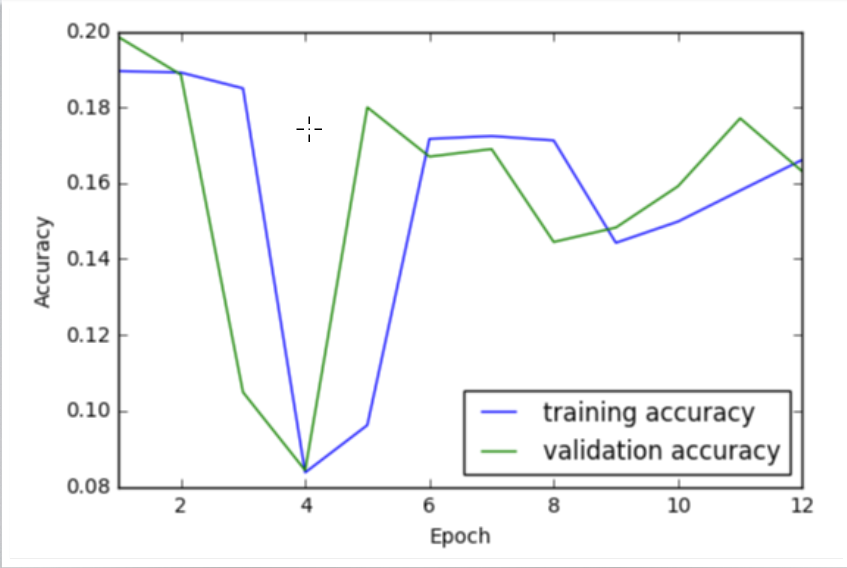 0.20
0.18
0.16
0.14
0.12
0.10
0.08
Accuracy
training accuracy
validation accuracy
2 4 6 8 10 12
Epoch